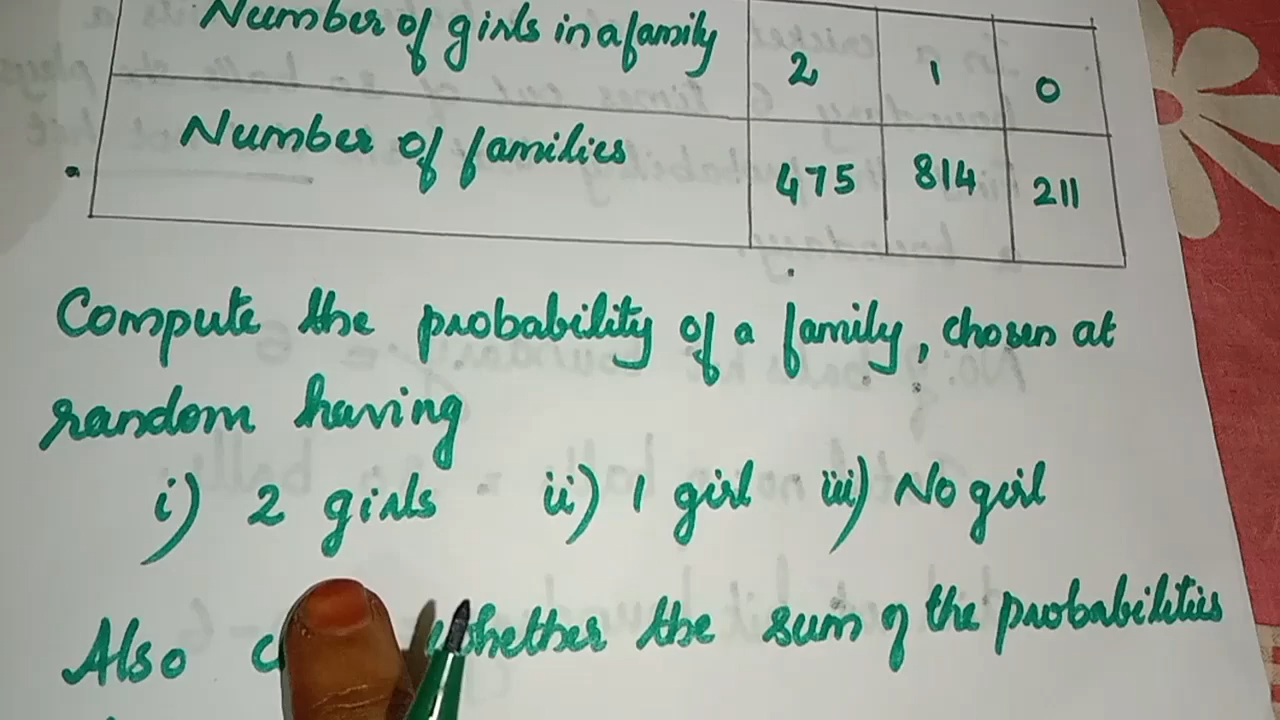 Number of girls in a family 2 1 0
Number of families 475 814 211
Compute the probability of a family, chosen at
random having
i) 2 girls ii) 1 girl iii) No girl
Also whether the sum of the probabilities